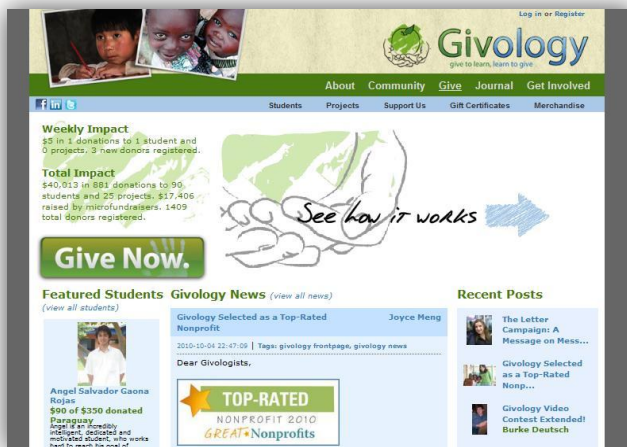 Log in or Register
Givology
give to learn, learn to give
About Community Give Journal Get Involved
Students Projects Support Us Gift Certificates Merchandise
Weekly Impact
$5 in 1 donations to 1 student and
0 projects. 3 new donors registered.
Total Impact
$40,013 in 881 donations to 90
students and 25 projects. $17,406
raised by microfundraisers. 1409
total donors registered.
See how it works
Give Now.
Featured Students
(view all students)
Angel Salvador Gaona
Rojas
$90 of $350 donated
Paraguay
Angel is an incredibly
intelligent, dedicated and
motivated student, who works
hard to reach his goal of
Givology News (view all news)
Givology Selected as a Top-Rated
Nonprofit
Joyce Meng
2010-10-04 22:47:09 | Tags: givology frontpage, givology news
Dear Givologists,
TOP-RATED
NONPROFIT 2010
GREAT Nonprofits
Recent Posts
The Letter
Campaign: A
Message on Mess...
Givology Selected
as a Top-Rated
Nonp...
Givology Video
Contest Extended!
Burke Deutsch